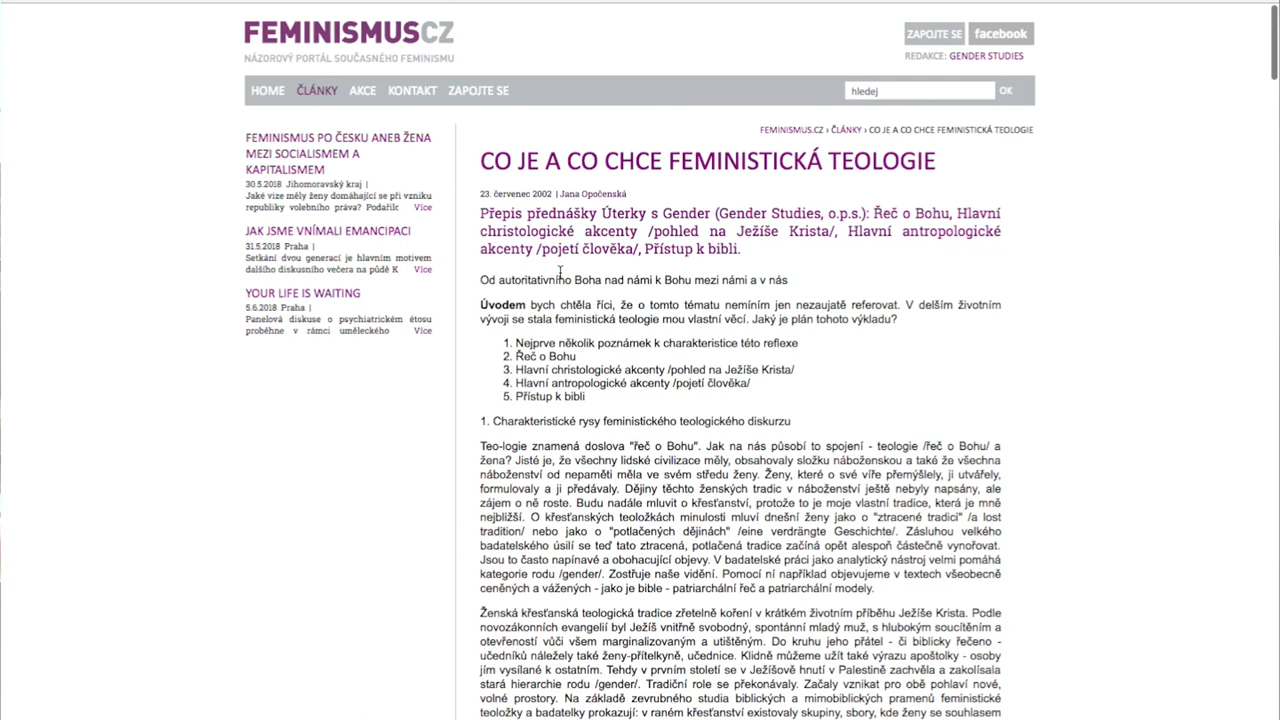 FEMINISMUSCZ
NÁZOROVÝ PORTÁL SOUČASNÉHO FEMINISMU
ZAPOJTE SE
facebook
REDAKCE: GENDER STUDIES
HOME ČLÁNKY AKCE KONTAKT ZAPOJTE SE
hledej OK
FEMINISMUS PO ČESKU ANEB ŽENA
MEZI SOCIALISMEM A
KAPITALISMEM
30.5.2018 Jihomoravský kraj |
Jaké vize měly ženy domáhající se při vzniku
republiky volebního práva? Podařilc Více
JAK JSME VNÍMALI EMANCIPACI
31.5.2018 Praha |
Setkání dvou generací je hlavním motivem
dalšího diskusního večera na půdě K Více
YOUR LIFE IS WAITING
5.6.2018 Praha |
Panelová diskuse o psychiatrickém étosu
proběhne v rámci uměleckého Více
FEMINISMUS.CZ › ČLÁNKY › CO JE A CO CHCE FEMINISTICKÁ TEOLOGIE
CO JE A CO CHCE FEMINISTICKÁ TEOLOGIE
23. červenec 2002 | Jana Opočenská
Přepis přednášky Úterky s Gender (Gender Studies, o.p.s.): Řeč o Bohu, Hlavní
christologické akcenty /pohled na Ježíše Krista/, Hlavní antropologické
akcenty /pojetí člověka/, Přístup k bibli.
Od autoritativního Boha nad námi k Bohu mezi námi a v nás
Úvodem bych chtěla říci, že o tomto tématu nemíním jen nezaujatě referovat. V delším životním
vývoji se stala feministická teologie mou vlastní věcí. Jaký je plán tohoto výkladu?
1. Nejprve několik poznámek k charakteristice této reflexe
2. Řeč o Bohu
3. Hlavní christologické akcenty /pohled na Ježíše Krista/
4. Hlavní antropologické akcenty /pojetí člověka/
5. Přístup k bibli
1. Charakteristické rysy feministického teologického diskurzu
Teo-logie znamená doslova "řeč o Bohu". Jak na nás působí to spojení - teologie /řeč o Bohu/ a
žena? Jisté je, že všechny lidské civilizace měly, obsahovaly složku náboženskou a také že všechna
náboženství od nepaměti měla ve svém středu ženy. Ženy, které o své víře přemýšlely, ji utvářely,
formulovaly a ji předávaly. Dějiny těchto ženských tradic v náboženství ještě nebyly napsány, ale
zájem o ně roste. Budu nadále mluvit o křesťanství, protože to je moje vlastní tradice, která je mně
nejbližší. O křesťanských teoložkách minulosti mluví dnešní ženy jako o "ztracené tradici" /a lost
tradition/ nebo jako o "potlačených dějinách" /eine verdrängte Geschichte/. Zásluhou velkého
badatelského úsilí se teď tato ztracená, potlačená tradice začíná opět alespoň částečně vynořovat.
Jsou to často napínavé a obohacující objevy. V badatelské práci jako analytický nástroj velmi pomáhá
kategorie rodu /gender/. Zostřuje naše vidění. Pomocí ní například objevujeme v textech všeobecně
ceněných a vážených - jako je bible - patriarchální řeč a patriarchální modely.
Ženská křesťanská teologická tradice zřetelně koření v krátkém životním příběhu Ježíše Krista. Podle
novozákonních evangelií byl Ježíš vnitřně svobodný, spontánní mladý muž, s hlubokým soucítěním a
otevřeností vůči všem marginalizovaným a utištěným. Do kruhu jeho přátel - či biblicky řečeno -
učedníků náležely také ženy-přítelkyně, učednice. Klidně můžeme užít také výrazu apoštolky - osoby
jím vysílané k ostatním. Tehdy v prvním století se v Ježíšově hnutí v Palestině zachvěla a zakolísala
stará hierarchie rodu /gender/. Tradiční role se překonávaly. Začaly vznikat pro obě pohlaví nové,
volné prostory. Na základě zevrubného studia biblických a mimobiblických pramenů feministické
teoložky a badatelky prokazují: v raném křesťanství existovaly skupiny, sbory, kde ženy se souhlasem